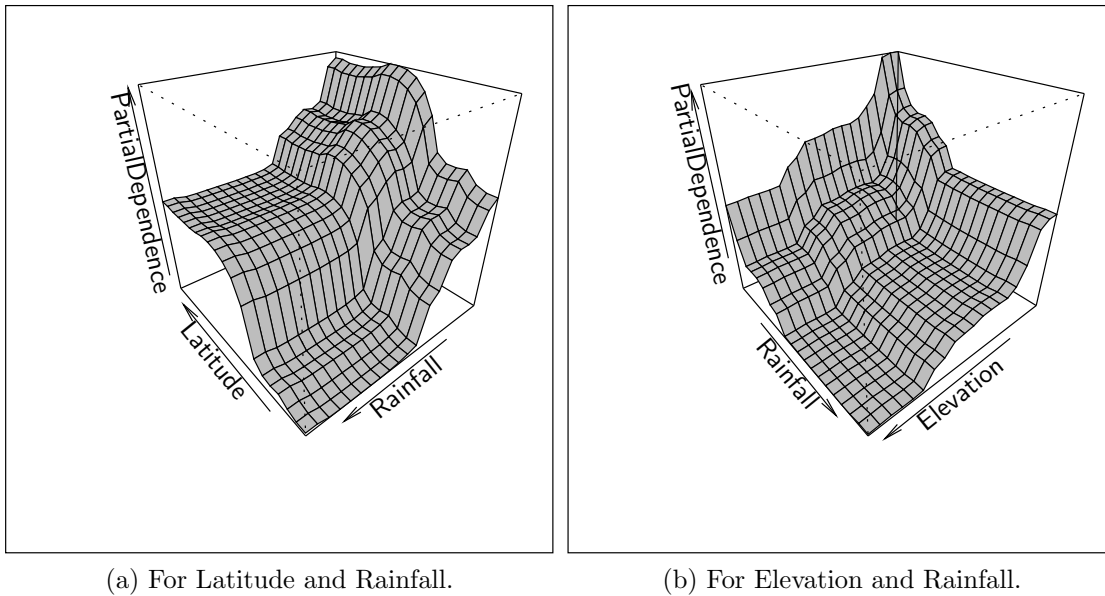 PartialDependence
Latitude
Rainfall
PartialDependence
Rainfall
Elevation
(a) For Latitude and Rainfall.
(b) For Elevation and Rainfall.